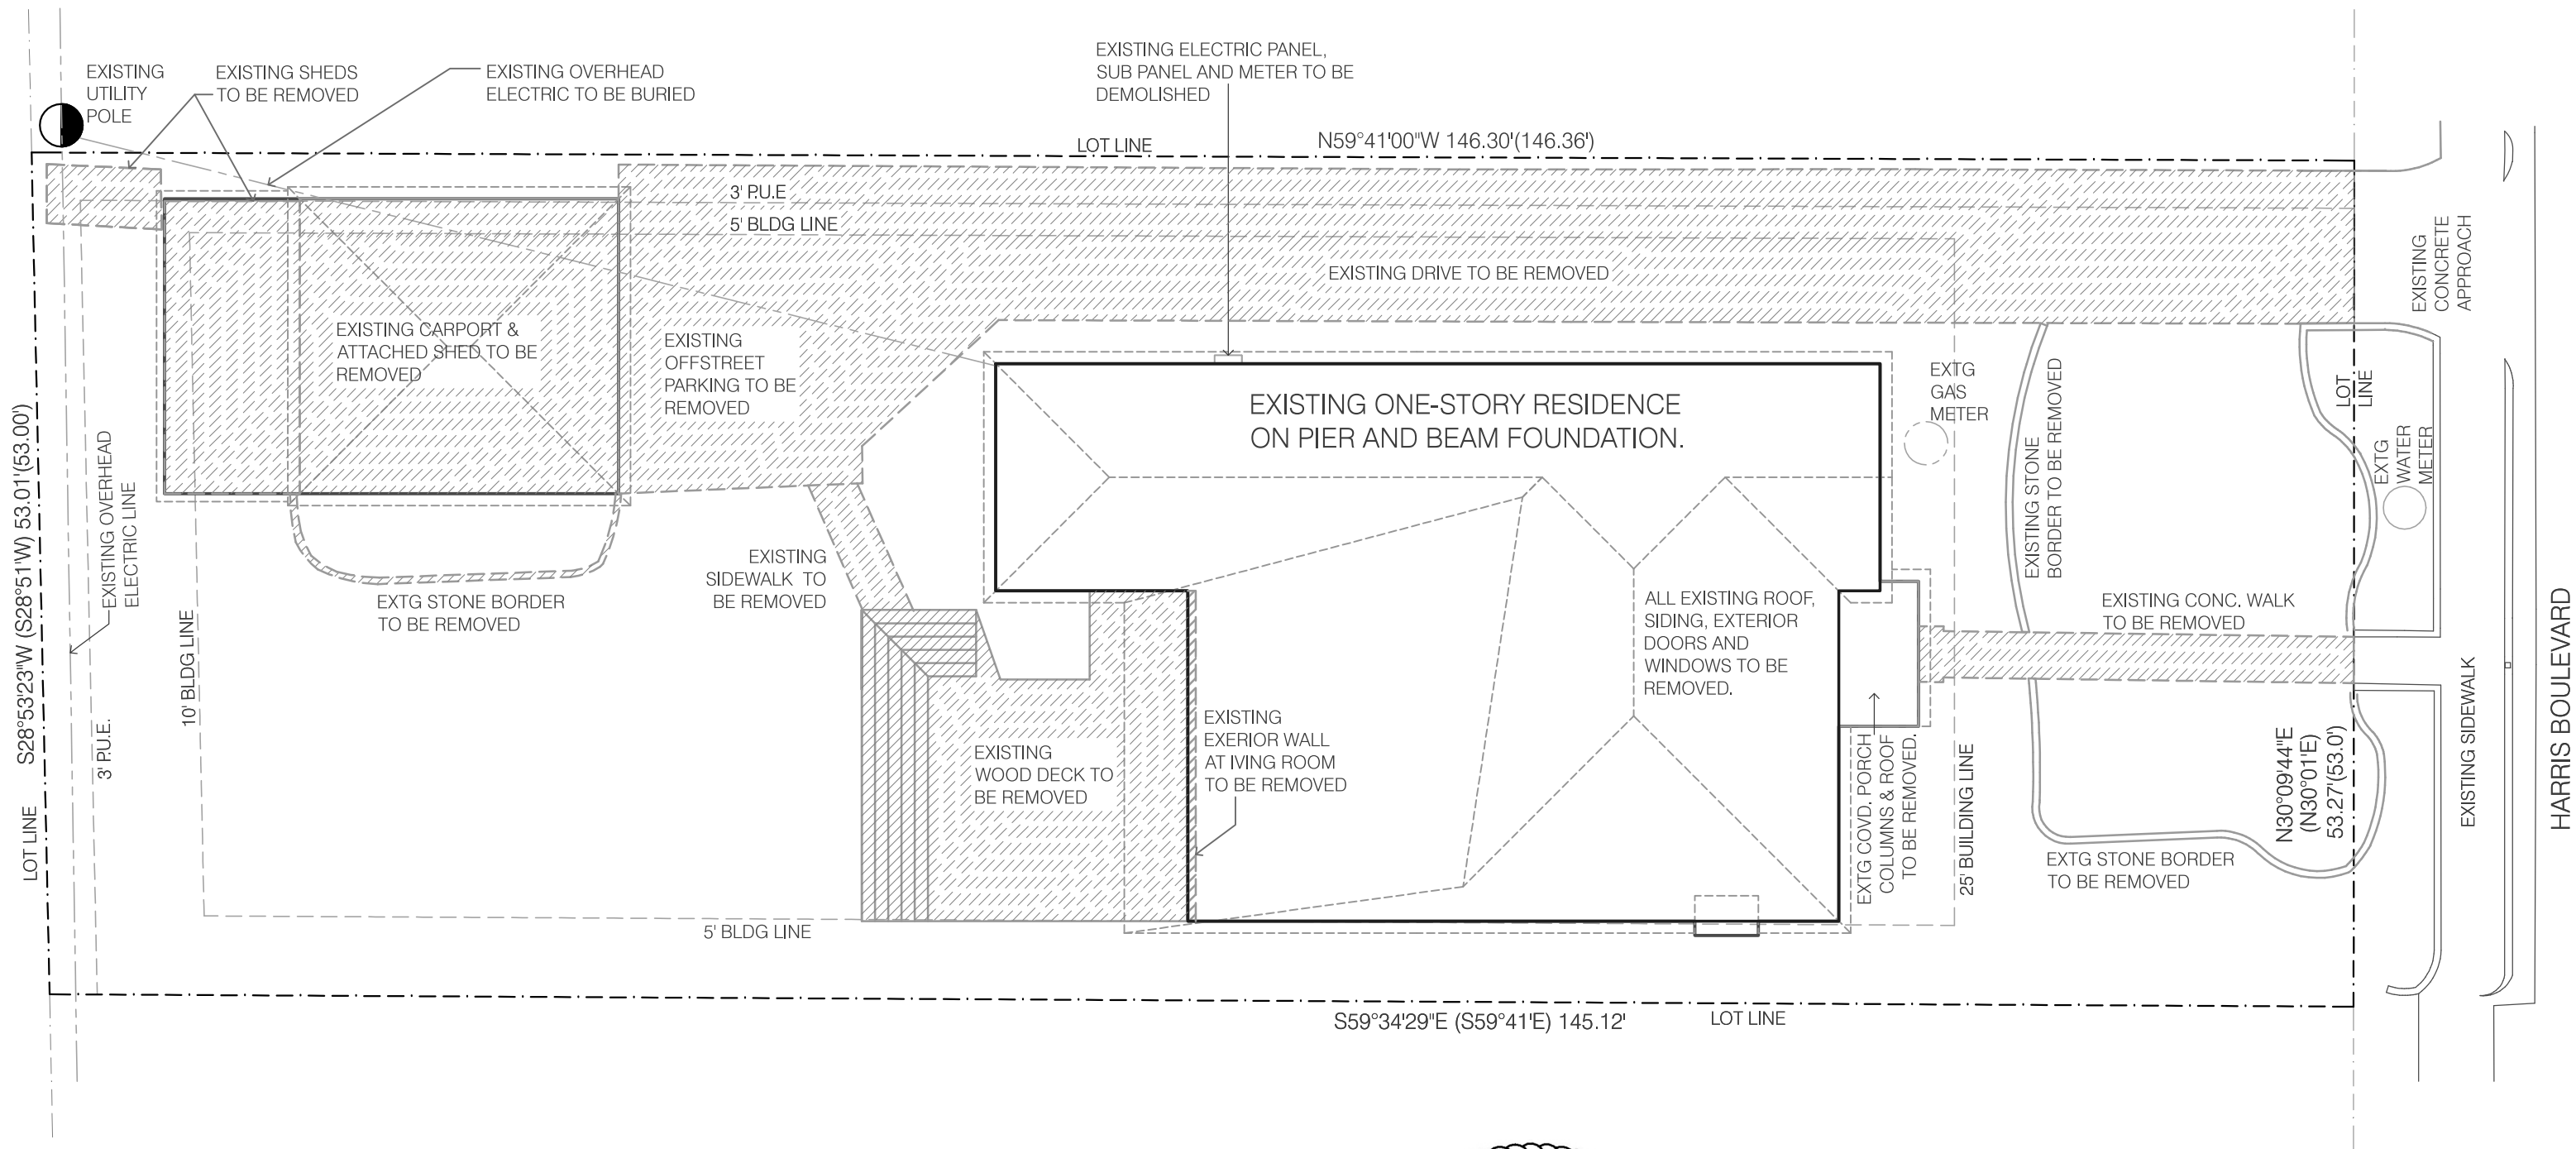 EXISTING
UTILITY
POLE
EXISTING SHEDS
TO BE REMOVED
EXISTING OVERHEAD
ELECTRIC TO BE BURIED
EXISTING ELECTRIC PANEL,
SUB PANEL AND METER TO BE
DEMOLISHED
LOT LINE
N59°41'00"W 146.30'(146.36')
3' P.U.E
5' BLDG LINE
EXISTING DRIVE TO BE REMOVED
EXISTING
CONCRETE
APPROACH
EXISTING CARPORT &
ATTACHED SHED TO BE
REMOVED
EXISTING
OFFSTREET
PARKING TO BE
REMOVED
EXISTING ONE-STORY RESIDENCE
ON PIER AND BEAM FOUNDATION.
EXTG
GAS
METER
EXISTING STONE
BORDER TO BE REMOVED
LOT
LINE
EXTG
WATER
METER
S28°53'23"W (S28°51'W) 53.01'(53.00')
LOT LINE
EXISTING OVERHEAD
ELECTRIC LINE
3' P.U.E.
10' BLDG LINE
EXTG STONE BORDER
TO BE REMOVED
EXISTING
SIDEWALK TO
BE REMOVED
ALL EXISTING ROOF,
SIDING, EXTERIOR
DOORS AND
WINDOWS TO BE
REMOVED.
EXISTING CONC. WALK
TO BE REMOVED
EXISTING
WOOD DECK TO
BE REMOVED
EXISTING
EXERIOR WALL
AT IVING ROOM
TO BE REMOVED
EXTG COVD. PORCH
COLUMNS & ROOF
TO BE REMOVED.
25' BUILDING LINE
EXTG STONE BORDER
TO BE REMOVED
N30°09'44"E
(N30°01'E)
53.27'(53.0')
EXISTING SIDEWALK
HARRIS BOULEVARD
5' BLDG LINE
S59°34'29"E (S59°41'E) 145.12'
LOT LINE